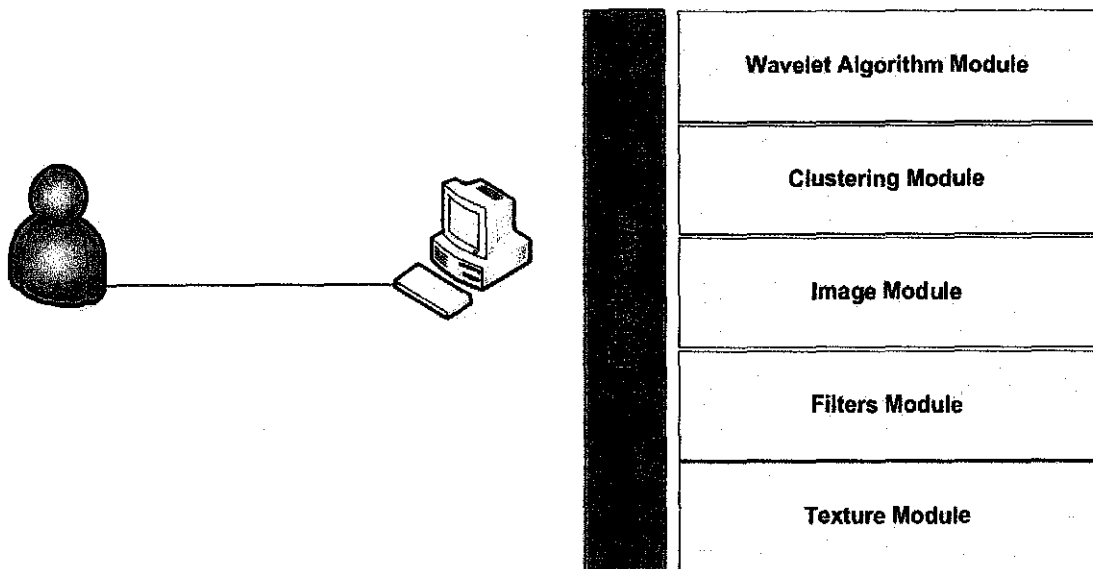 Wavelet Algorithm Module
Clustering Module
Image Module
Filters Module
Texture Module